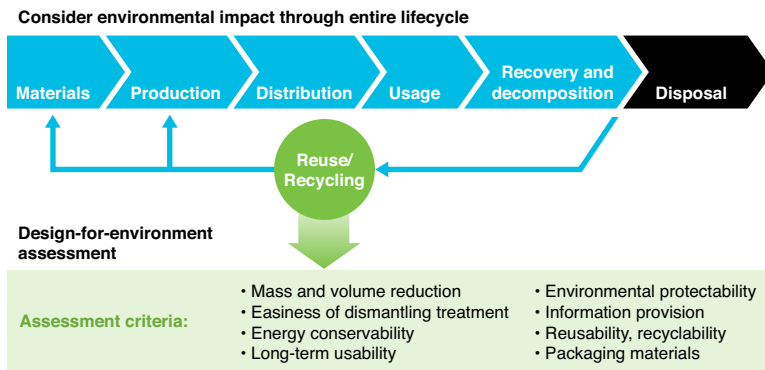 Consider environmental impact through entire lifecycle
Materials
Production
Distribution
Usage
Recovery and
decomposition
Disposal
Reuse/
Recycling
Design-for-environment
assessment
Assessment criteria:
• Mass and volume reduction
• Easiness of dismantling treatment
• Energy conservability
• Long-term usability
• Environmental protectability
• Information provision
• Reusability, recyclability
• Packaging materials